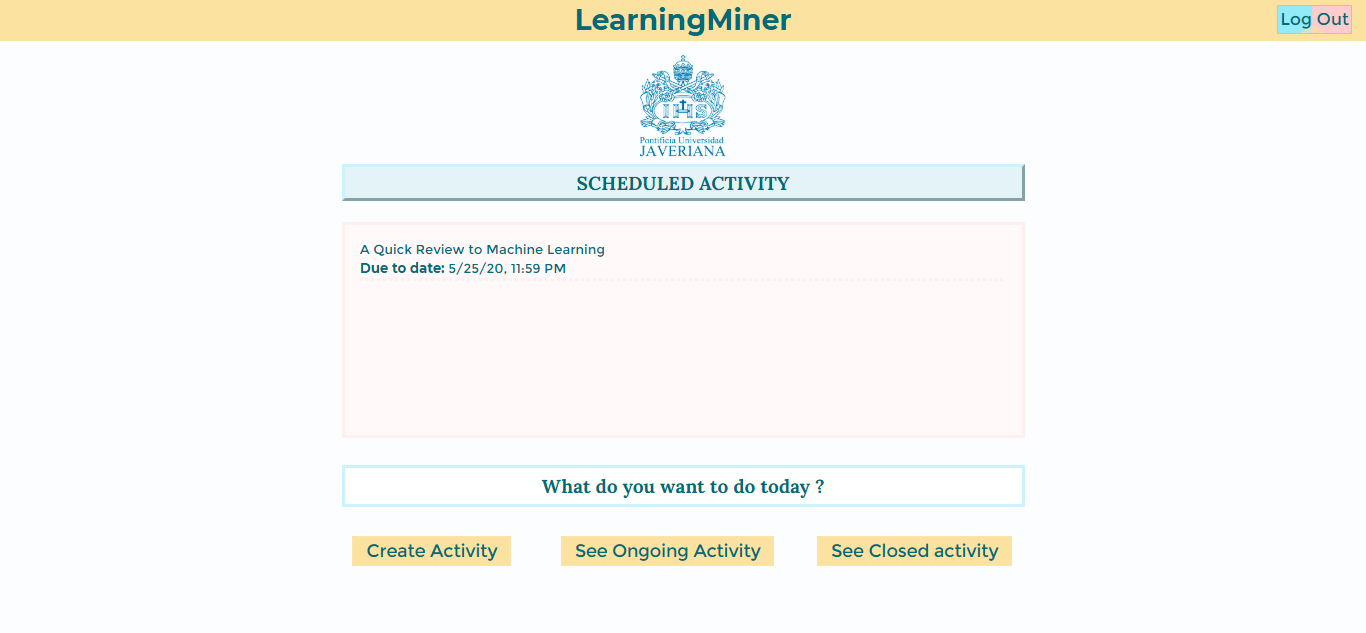 LearningMiner
Log Out
IHS
Pontificia Universidad
JAVERIANA
SCHEDULED ACTIVITY
A Quick Review to Machine Learning
Due to date: 5/25/20, 11:59 PM
What do you want to do today ?
Create Activity
See Ongoing Activity
See Closed activity